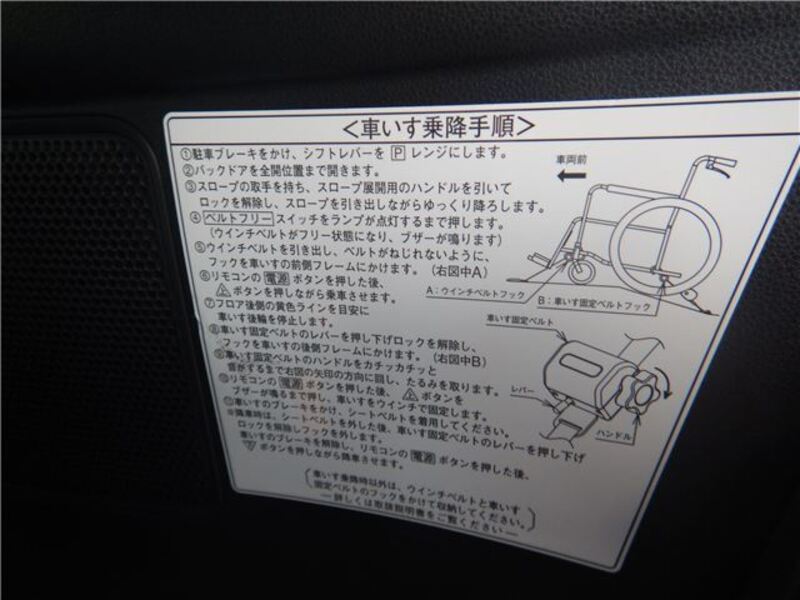 ＜車いす乗降手順＞
①駐車ブレーキをかけ、シフトレバーを P レンジにします。
②バックドアを全開位置まで開きます。
③スロープの取手を持ち、スロープ展開用のハンドルを引いて
ロックを解除し、スロープを引き出しながらゆっくり降ろします。
④ ベルトフリー スイッチをランプが点灯するまで押します。
（ウインチベルトがフリー状態になり、ブザーが鳴ります）
⑤ウインチベルトを引き出し、ベルトがねじれないように、
フックを車いすの前側フレームにかけます。（右図中A）
⑥リモコンの 電源 ボタンを押した後、
△ ボタンを押しながら乗車させます。
⑦フロア後側の黄色ラインを目安に
車いす後輪を停止します。
⑧車いす固定ベルトのレバーを押し下げロックを解除し、
フックを車いすの後側フレームにかけます。（右図中B）
⑨車いす固定ベルトのハンドルをカチッカチッと
音がするまで右図の矢印の方向に回し、たるみを取ります。
⑩リモコンの 電源 ボタンを押した後、 △ ボタンを
ブザーが鳴るまで押し、車いすをウインチで固定します。
⑪車いすのブレーキをかけ、シートベルトを着用してください。
※降車時は、シートベルトを外した後、車いす固定ベルトのレバーを押し下げ
ロックを解除しフックを外します。
車いすのブレーキを解除し、リモコンの 電源 ボタンを押した後、
▽ ボタンを押しながら降車させます。
（車いす乗降時以外は、ウインチベルトと車いす
固定ベルトのフックをかけて収納してください。）
―詳しくは取扱説明書をご覧ください―
車両前
A：ウインチベルトフック
B：車いす固定ベルトフック
車いす固定ベルト
レバー
ハンドル